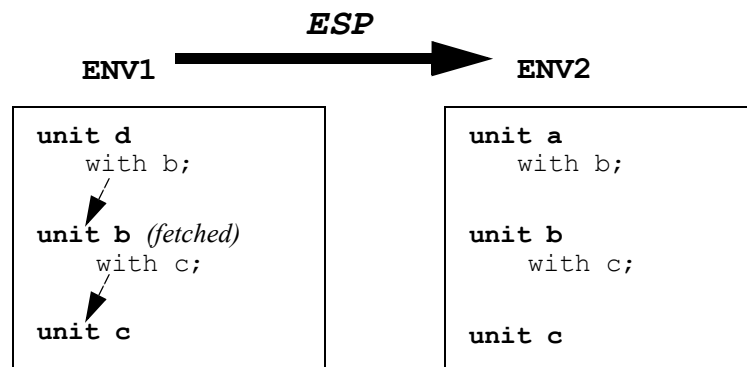 ESP
ENV1
ENV2
unit d
with b;
unit b (fetched)
with c;
unit c
unit a
with b;
unit b
with c;
unit c